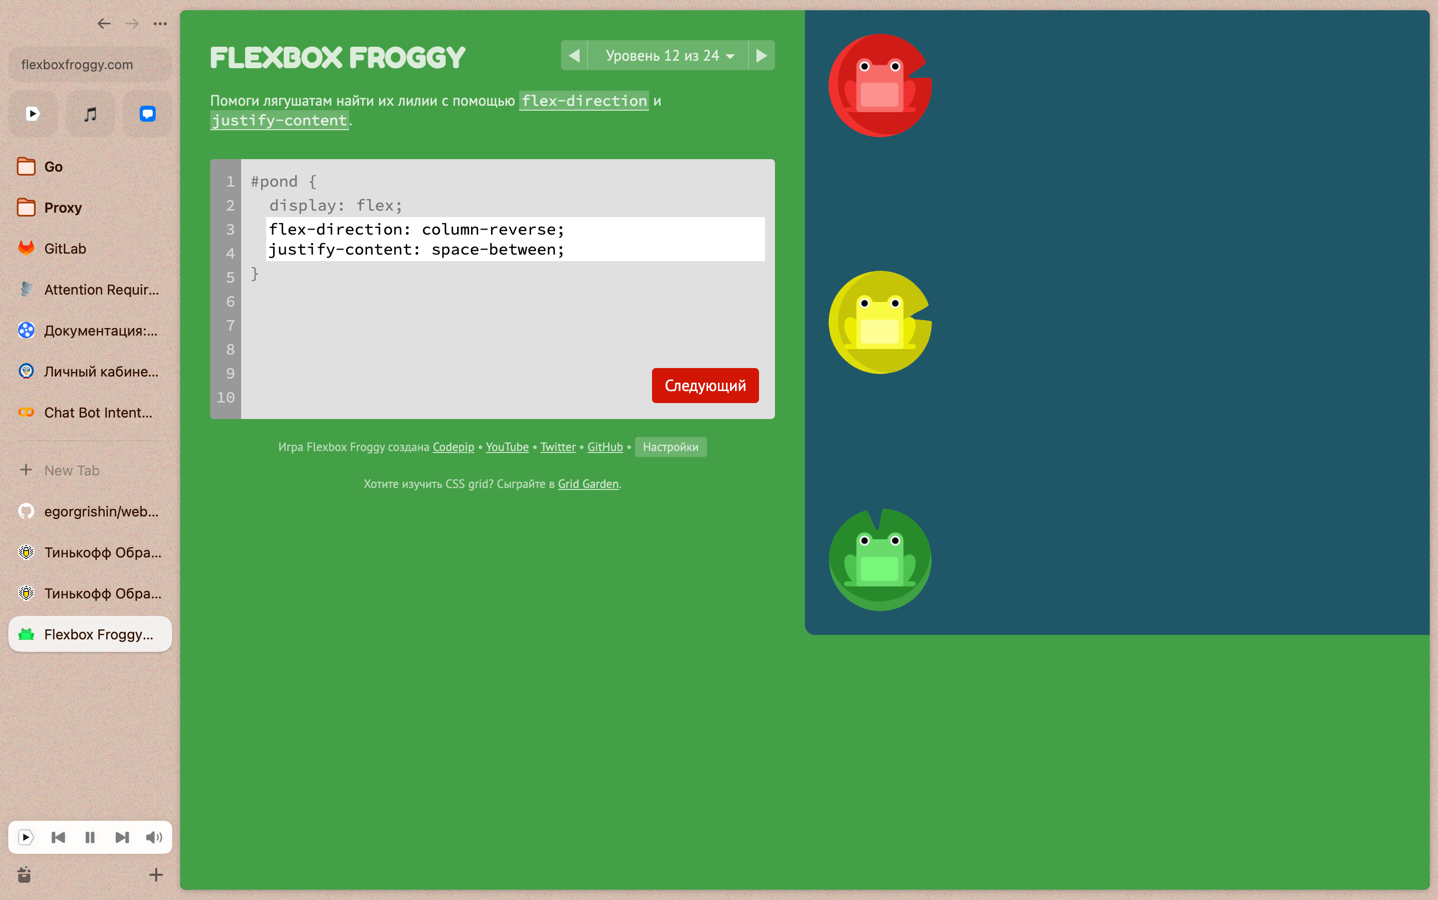 flexboxfroggy.com
Go
Proxy
GitLab
Attention Requir...
Документация:...
Личный кабине...
Chat Bot Intent...
New Tab
egorgrishin/web...
Тинькофф Обра...
Тинькофф Обра...
Flexbox Froggy...
FLEXBOX FROGGY
Уровень 12 из 24
Помоги лягушатам найти их лилии с помощью flex-direction и
justify-content.
1 #pond {
2 display: flex;
3 flex-direction: column-reverse;
4 justify-content: space-between;
5 }
6
7
8
9
10
Следующий
Игра Flexbox Froggy создана Codepip • YouTube • Twitter • GitHub • Настройки
Хотите изучить CSS grid? Сыграйте в Grid Garden.